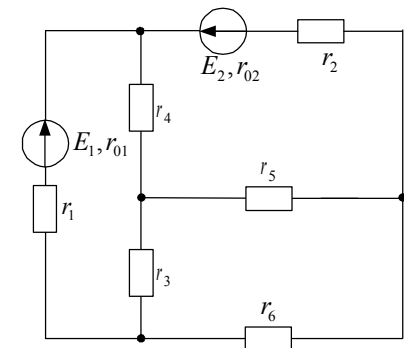 E₂, r₀₂
r₂
r₄
E₁, r₀₁
r₅
r₁
r₃
r₆